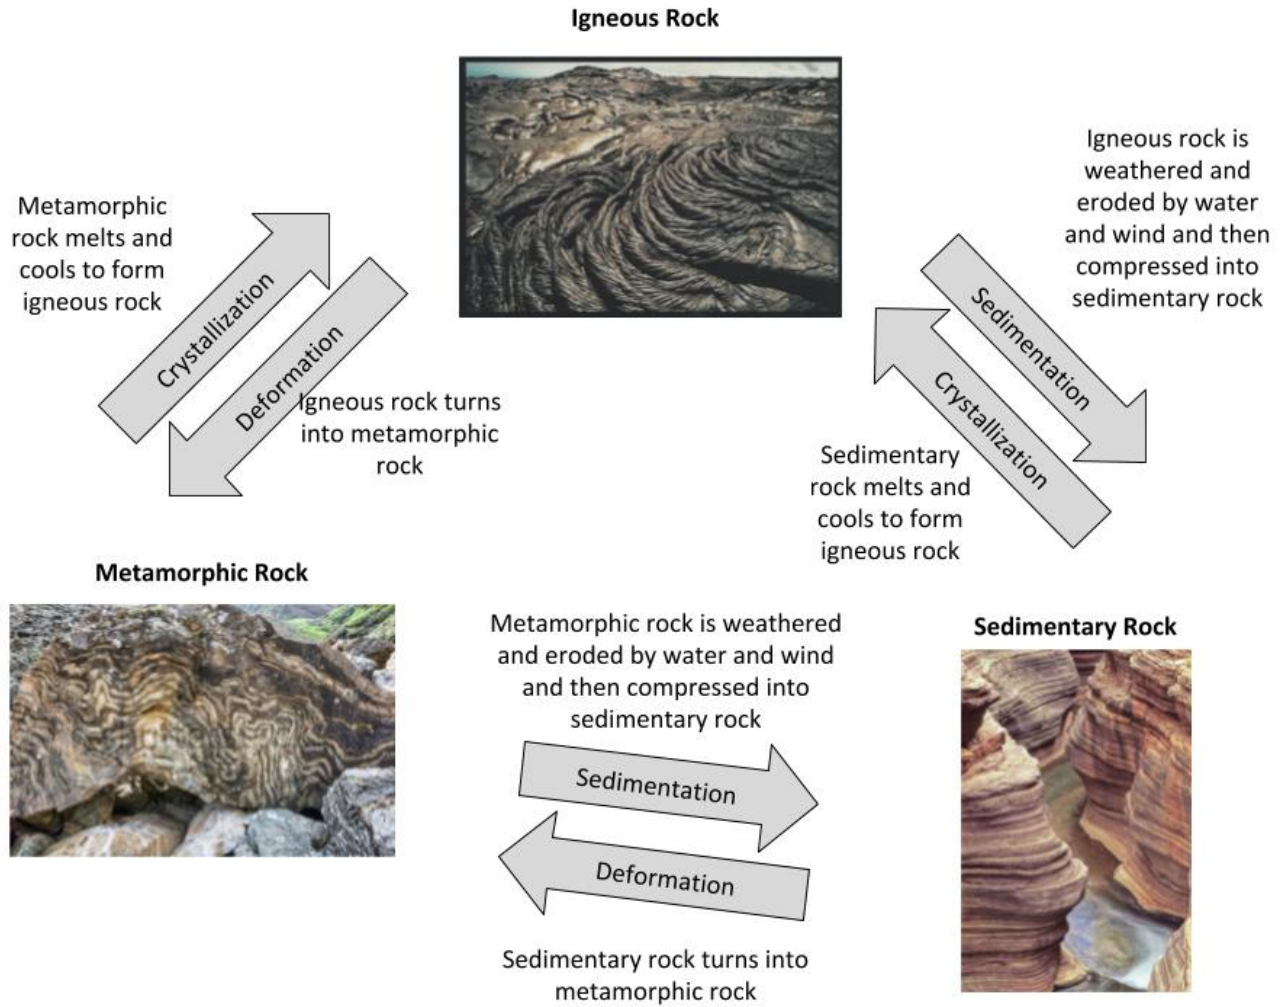 Igneous Rock
Metamorphic
rock melts and
cools to form
igneous rock
Crystallization
Deformation
Igneous rock turns
into metamorphic
rock
Igneous rock is
weathered and
eroded by water
and wind and then
compressed into
sedimentary rock
Sedimentation
Crystallization
Sedimentary
rock melts and
cools to form
igneous rock
Metamorphic Rock
Metamorphic rock is weathered
and eroded by water and wind
and then compressed into
sedimentary rock
Sedimentation
Deformation
Sedimentary rock turns into
metamorphic rock
Sedimentary Rock